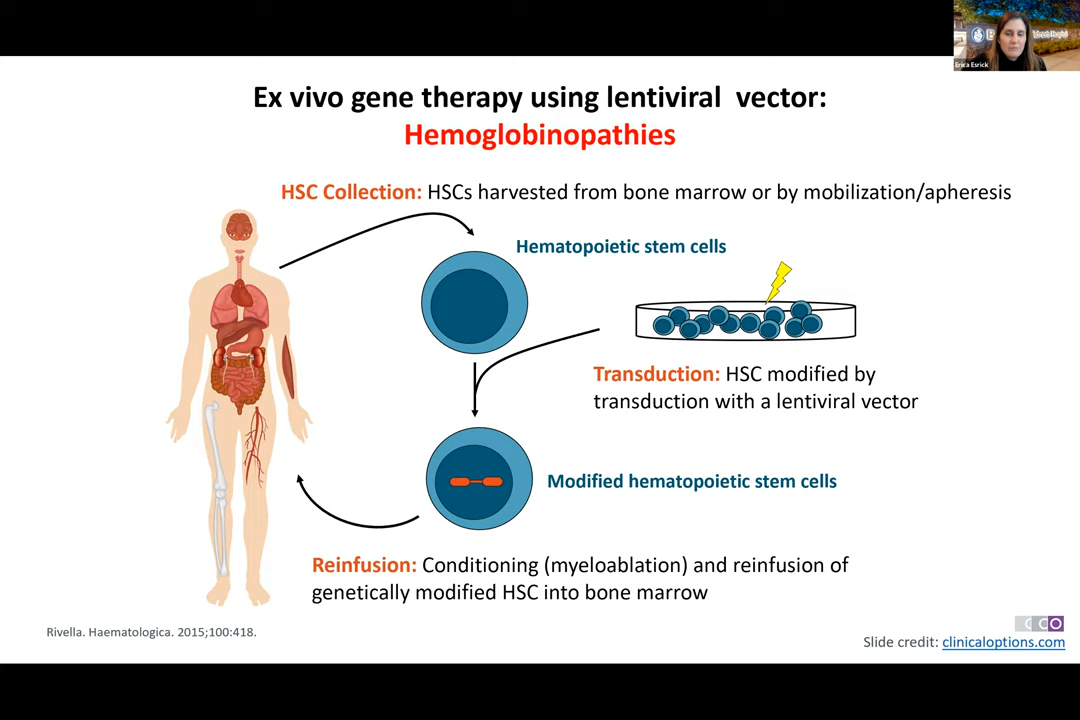 Erica Esrick
Ex vivo gene therapy using lentiviral vector:
Hemoglobinopathies
HSC Collection: HSCs harvested from bone marrow or by mobilization/apheresis
Hematopoietic stem cells
Transduction: HSC modified by
transduction with a lentiviral vector
Modified hematopoietic stem cells
Reinfusion: Conditioning (myeloablation) and reinfusion of
genetically modified HSC into bone marrow
Rivella. Haematologica. 2015;100:418.
CCO
Slide credit: clinicaloptions.com